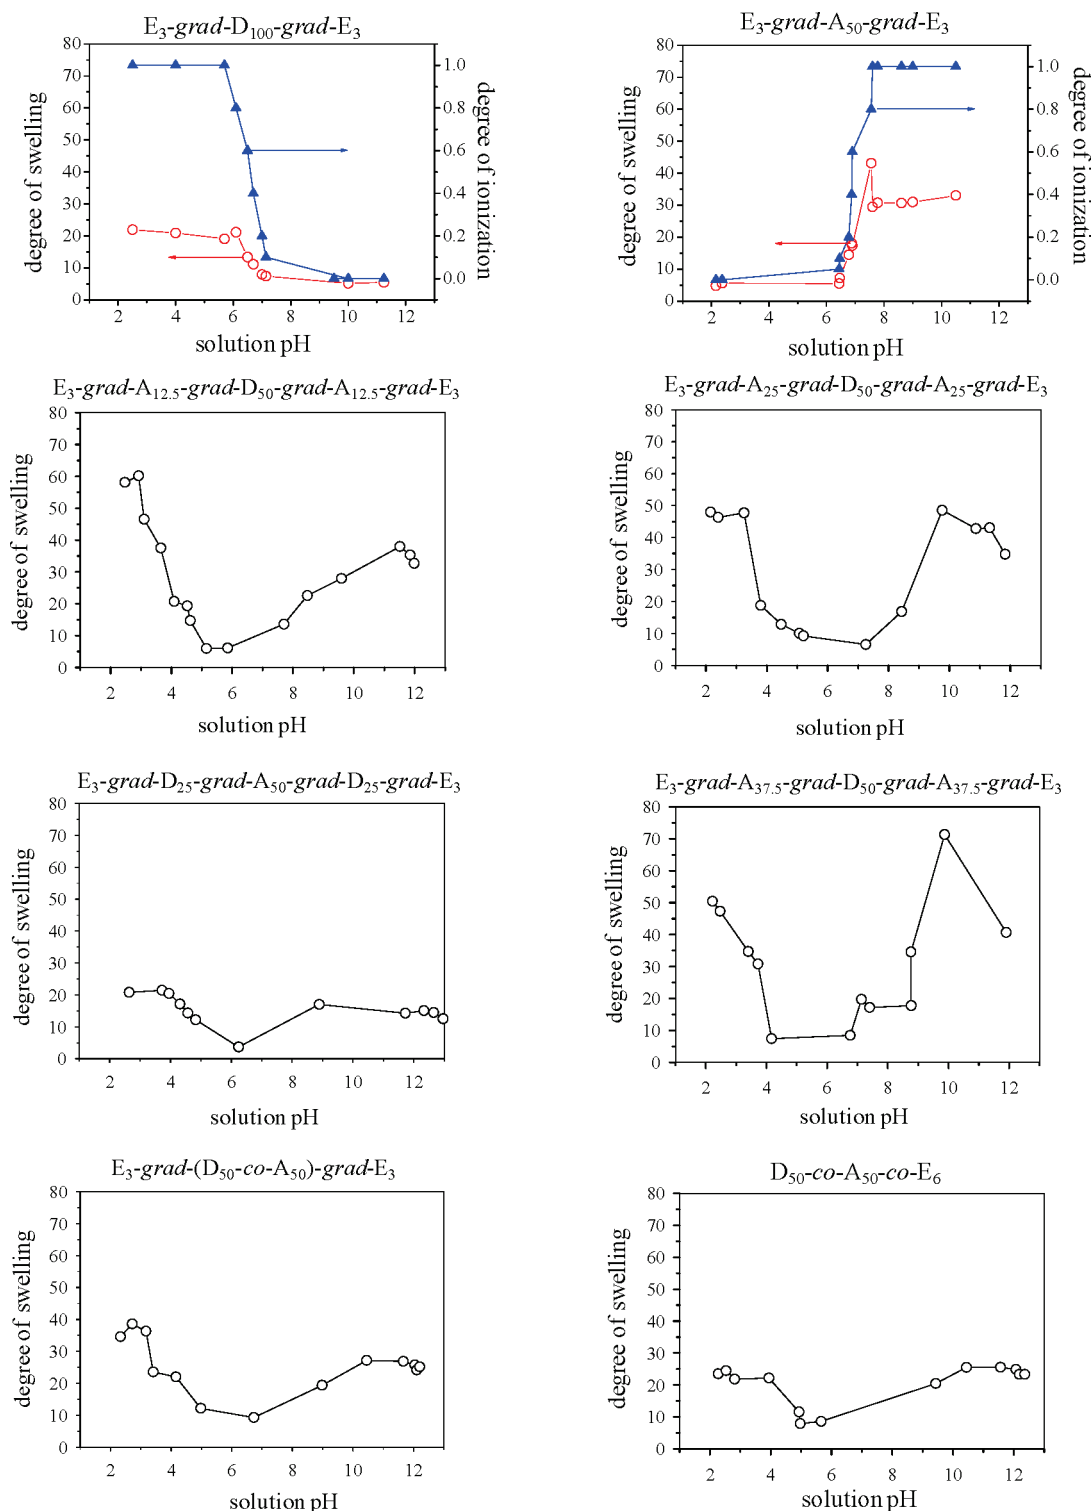 E3-grad-D100-grad-E3
80
70
60
50
40
30
20
10
0
degree of swelling
1.0
0.8
0.6
0.4
0.2
0.0
degree of ionization
2 4 6 8 10 12
solution pH
E3-grad-A50-grad-E3
80
70
60
50
40
30
20
10
0
degree of swelling
1.0
0.8
0.6
0.4
0.2
0.0
degree of ionization
2 4 6 8 10 12
solution pH
E3-grad-A12.5-grad-D50-grad-A12.5-grad-E3
80
70
60
50
40
30
20
10
0
degree of swelling
2 4 6 8 10 12
solution pH
E3-grad-A25-grad-D50-grad-A25-grad-E3
80
70
60
50
40
30
20
10
0
degree of swelling
2 4 6 8 10 12
solution pH
E3-grad-D25-grad-A50-grad-D25-grad-E3
80
70
60
50
40
30
20
10
0
degree of swelling
2 4 6 8 10 12
solution pH
E3-grad-A37.5-grad-D50-grad-A37.5-grad-E3
80
70
60
50
40
30
20
10
0
degree of swelling
2 4 6 8 10 12
solution pH
E3-grad-(D50-co-A50)-grad-E3
80
70
60
50
40
30
20
10
0
degree of swelling
2 4 6 8 10 12
solution pH
D50-co-A50-co-E6
80
70
60
50
40
30
20
10
0
degree of swelling
2 4 6 8 10 12
solution pH